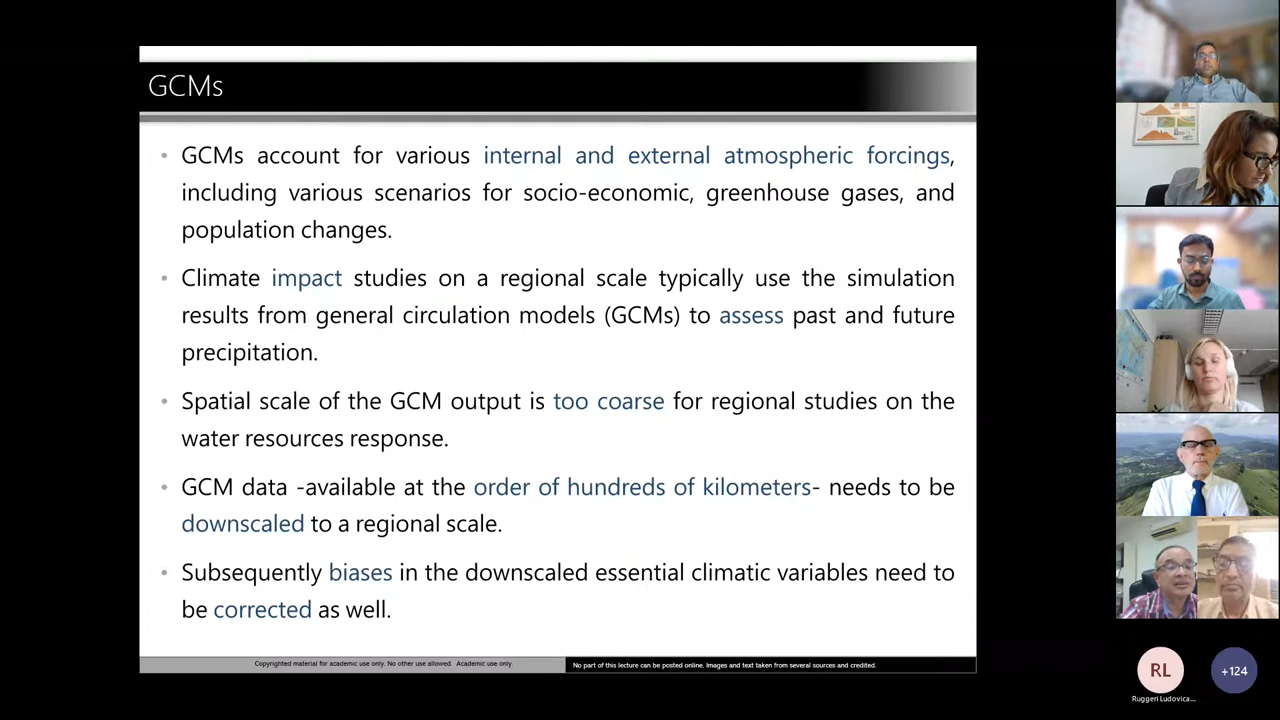 GCMs
• GCMs account for various internal and external atmospheric forcings,
including various scenarios for socio-economic, greenhouse gases, and
population changes.
• Climate impact studies on a regional scale typically use the simulation
results from general circulation models (GCMs) to assess past and future
precipitation.
• Spatial scale of the GCM output is too coarse for regional studies on the
water resources response.
• GCM data -available at the order of hundreds of kilometers- needs to be
downscaled to a regional scale.
• Subsequently biases in the downscaled essential climatic variables need to
be corrected as well.
Copyrighted material for academic use only. No other use allowed. Academic use only.
No part of this lecture can be posted online. Images and text taken from several sources and credited.
RL
+124
Ruggeri Ludovica...